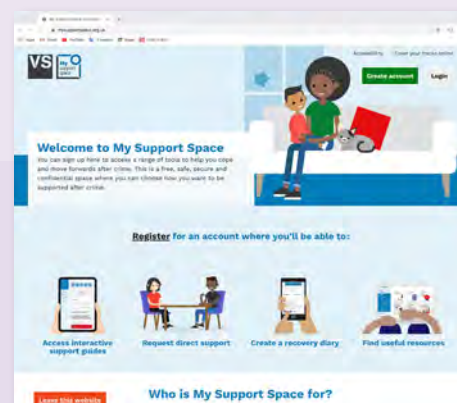 Accessibility
VS
My
support
space
Create account
Login
Welcome to My Support Space
You can sign up here to access a range of tools to help you cope
and move forwards after crime. This is a free, safe, secure and
confidential space where you can choose how you want to be
supported after crime.
Register for an account where you'll be able to:
Access interactive
support guides
Request direct support
Create a recovery diary
Find useful resources
Leave this website
Who is My Support Space for?